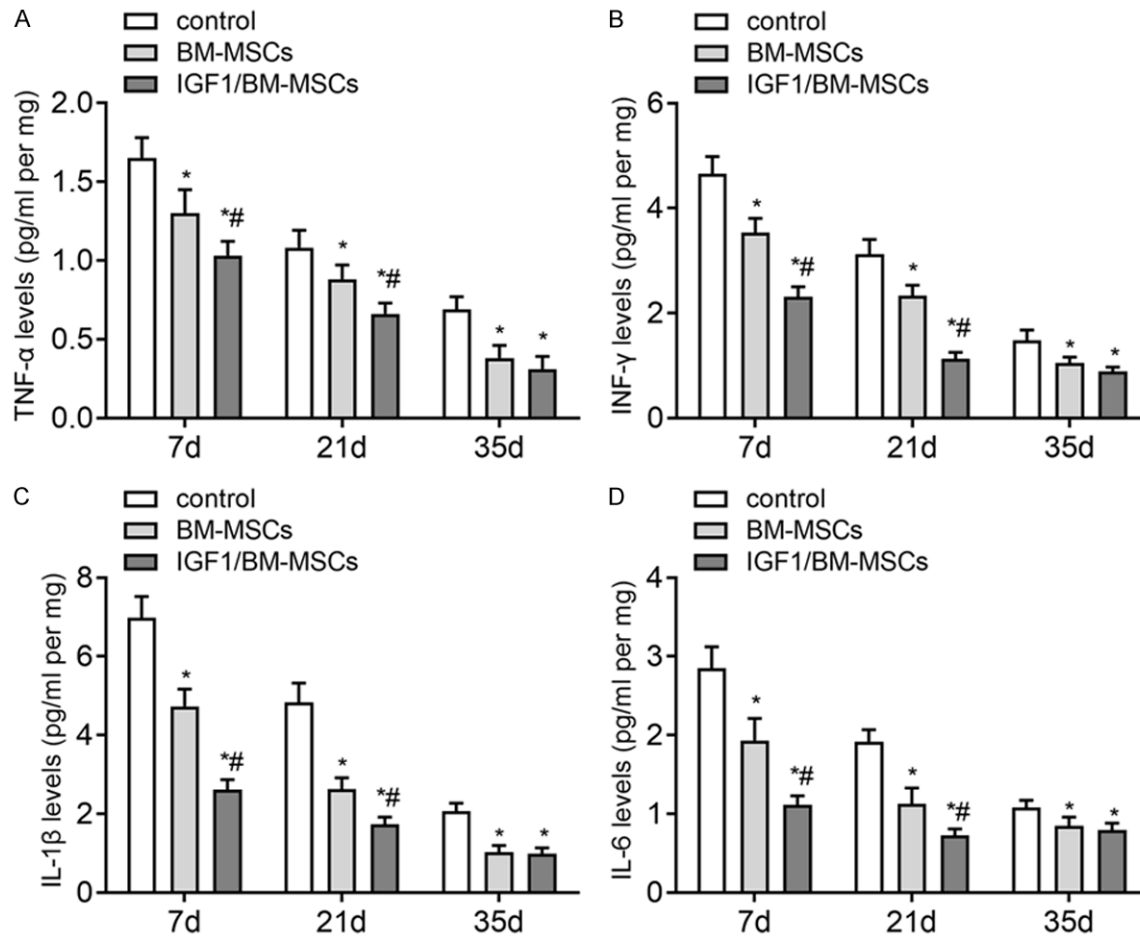 A
control
BM-MSCs
IGF1/BM-MSCs
TNF-α levels (pg/ml per mg)
2.0
1.5
1.0
0.5
0.0
*
*#
*
*#
*
*
7d 21d 35d
B
control
BM-MSCs
IGF1/BM-MSCs
INF-γ levels (pg/ml per mg)
6
4
2
0
*
*#
*
*#
*
*
7d 21d 35d
C
control
BM-MSCs
IGF1/BM-MSCs
IL-1β levels (pg/ml per mg)
8
6
4
2
0
*
*#
*
*#
*
*
7d 21d 35d
D
control
BM-MSCs
IGF1/BM-MSCs
IL-6 levels (pg/ml per mg)
4
3
2
1
0
*
*#
*
*#
*
*
7d 21d 35d